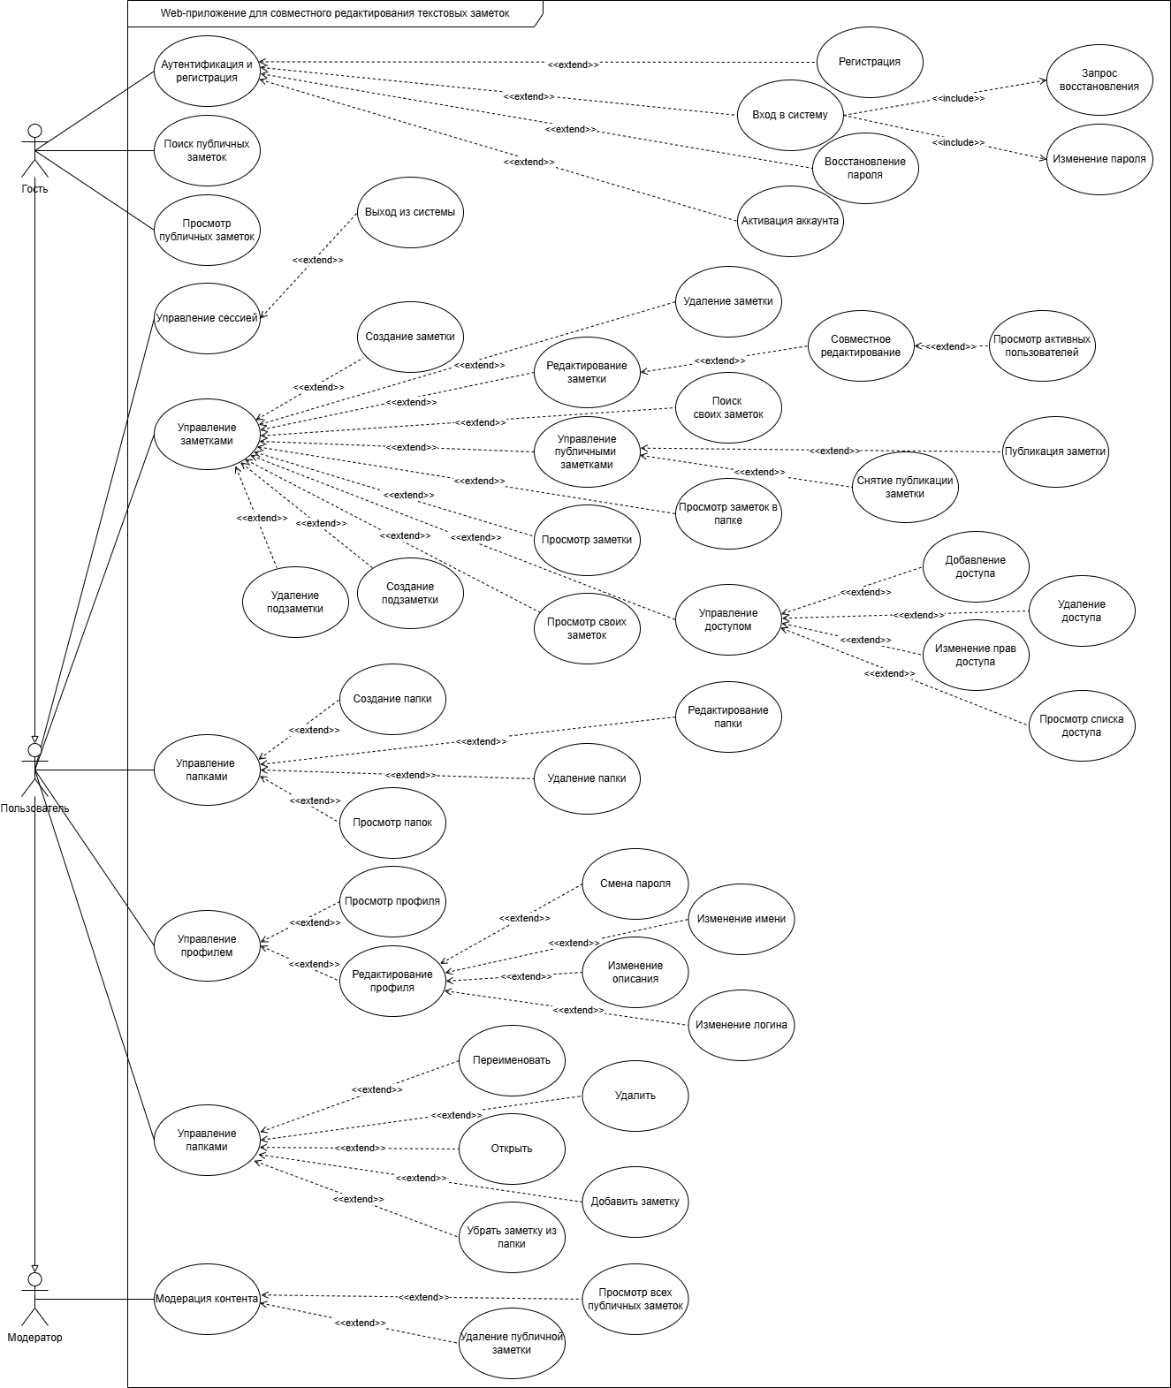 Web-приложение для совместного редактирования текстовых заметок
Аутентификация и
регистрация
<<extend>>
Регистрация
<<extend>>
Вход в систему
<<include>>
Запрос
восстановления
<<include>>
Изменение пароля
<<extend>>
Восстановление
пароля
<<extend>>
Активация аккаунта
Гость
Поиск публичных
заметок
Просмотр
публичных заметок
Выход из системы
<<extend>>
Управление сессией
Создание заметки
<<extend>>
Удаление заметки
<<extend>>
Редактирование
заметки
<<extend>>
<<extend>>
Совместное
редактирование
<<extend>>
Просмотр активных
пользователей
Управление
заметками
<<extend>>
Поиск
своих заметок
<<extend>>
Управление
публичными
заметками
<<extend>>
Публикация заметки
<<extend>>
Снятие публикации
заметки
<<extend>>
Просмотр заметок в
папке
<<extend>>
Просмотр заметки
<<extend>>
Удаление
подзаметки
<<extend>>
Создание
подзаметки
<<extend>>
Просмотр своих
заметок
<<extend>>
Управление
доступом
<<extend>>
Добавление
доступа
<<extend>>
Удаление
доступа
<<extend>>
Изменение прав
доступа
<<extend>>
Просмотр списка
доступа
Пользователь
Управление
папками
<<extend>>
Создание папки
<<extend>>
Редактирование
папки
<<extend>>
Удаление папки
<<extend>>
Просмотр папок
Управление
профилем
<<extend>>
Просмотр профиля
<<extend>>
Редактирование
профиля
<<extend>>
Смена пароля
<<extend>>
Изменение имени
<<extend>>
Изменение
описания
<<extend>>
Изменение логина
Управление
папками
<<extend>>
Переименовать
<<extend>>
Удалить
<<extend>>
Открыть
<<extend>>
Добавить заметку
<<extend>>
Убрать заметку из
папки
Модератор
Модерация контента
<<extend>>
Просмотр всех
публичных заметок
<<extend>>
Удаление публичной
заметки